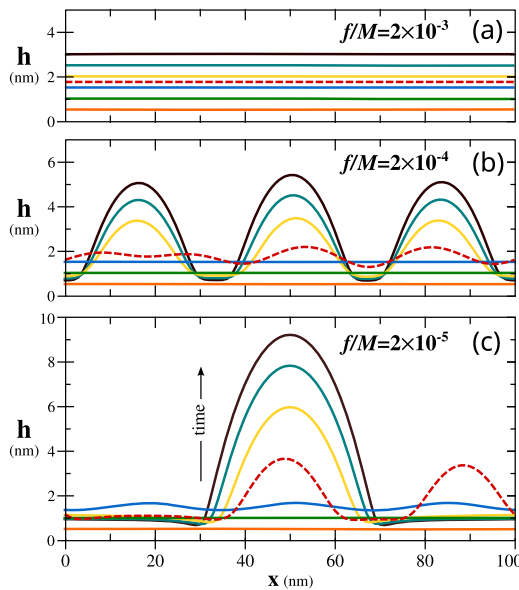 f/M=2×10⁻³ (a)
h
(nm)
4
2
0
f/M=2×10⁻⁴ (b)
h
(nm)
6
4
2
0
f/M=2×10⁻⁵ (c)
h
(nm)
10
8
6
4
2
0
time
0 20 40 60 80 100
x (nm)